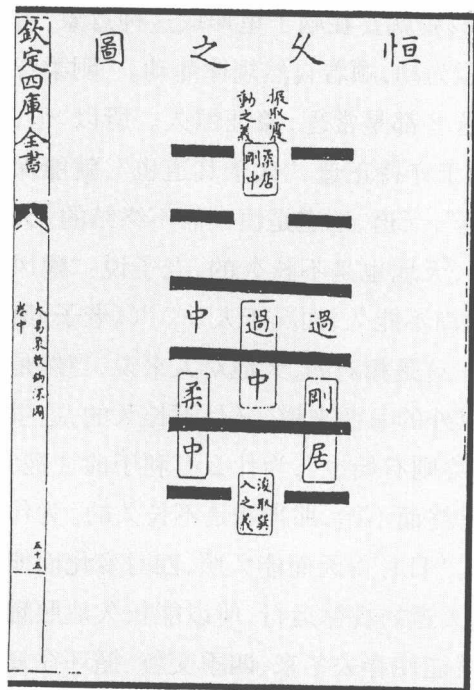 恒久之圖
振取震
動之義
柔居
剛中
過
過
中
中
剛居
柔中
浚取巽
入之義
欽定四庫全書
大易象數鈎深圖
卷中
五十五